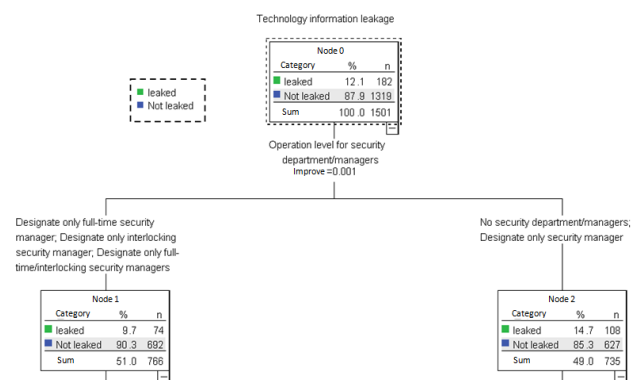 Technology information leakage
Node 0
Category % n
leaked 12.1 182
Not leaked 87.9 1319
Sum 100.0 1501
leaked
Not leaked
Operation level for security
department/managers
Improve=0.001
Designate only full-time security
manager; Designate only interlocking
security manager; Designate only full-
time/interlocking security managers
No security department/managers;
Designate only security manager
Node 1
Category % n
leaked 9.7 74
Not leaked 90.3 692
Sum 51.0 766
Node 2
Category % n
leaked 14.7 108
Not leaked 85.3 627
Sum 49.0 735